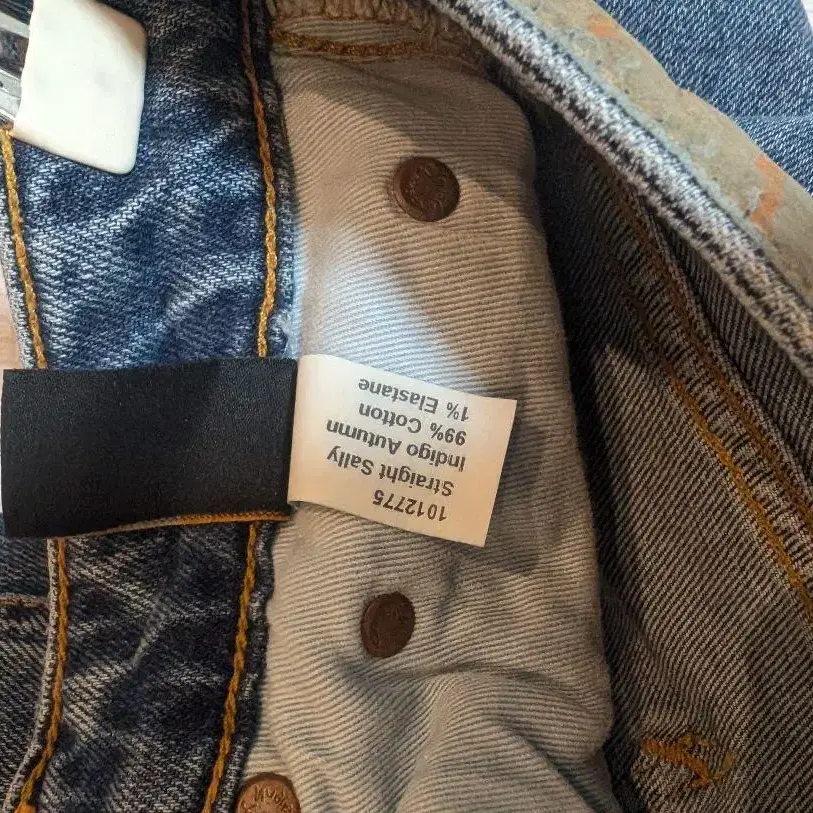 1012775
Straight Sally
Indigo Autumn
99% Cotton
1% Elastane